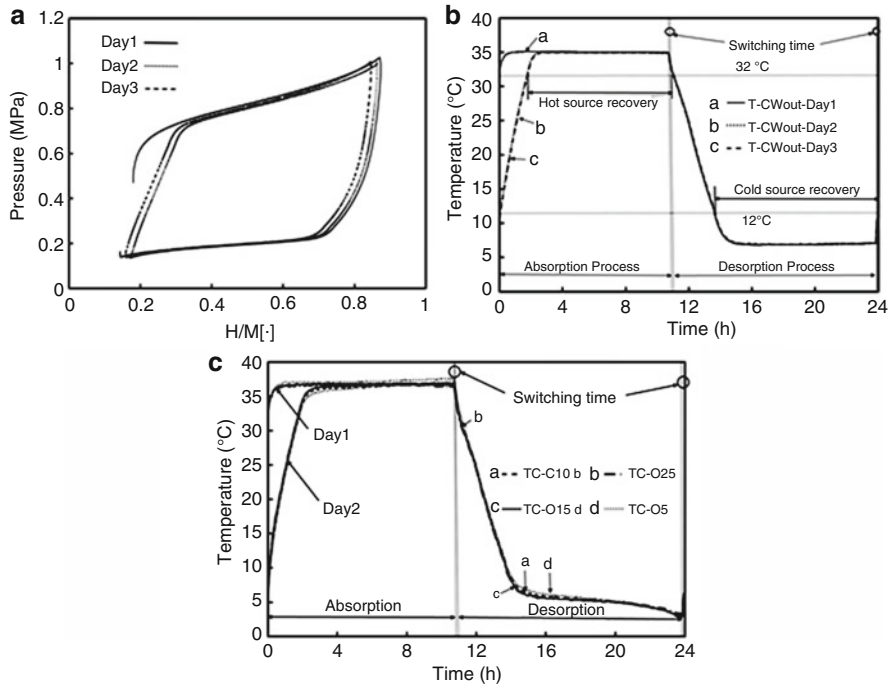 a
Day1
Day2
Day3
Pressure (MPa)
1.2
1
0.8
0.6
0.4
0.2
0
0
0.2
0.4
0.6
0.8
1
H/M[·]
b
Temperature (°C)
40
35
30
25
20
15
10
5
0
a
Switching time
32 °C
Hot source recovery
b
c
a T-CWout-Day1
b T-CWout-Day2
c T-CWout-Day3
Cold source recovery
12°C
Absorption Process
Desorption Process
0
4
8
12
16
20
24
Time (h)
c
Temperature (°C)
40
35
30
25
20
15
10
5
0
Switching time
Day1
b
Day2
a TC-C10 b
b TC-O25
c TC-O15 d
d TC-O5
a
d
c
Absorption
Desorption
0
4
8
12
16
20
24
Time (h)